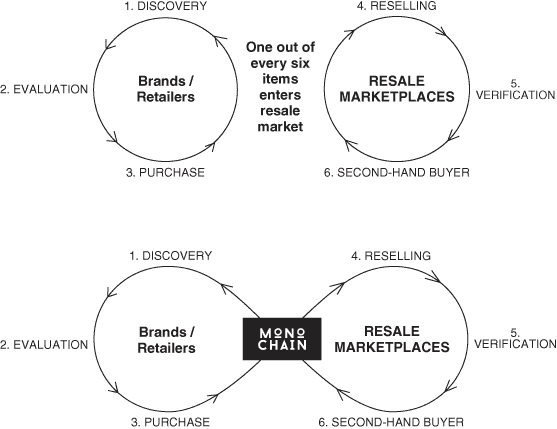 1. DISCOVERY
2. EVALUATION
Brands /
Retailers
3. PURCHASE
One out of
every six
items
enters
resale
market
4. RESELLING
RESALE
MARKETPLACES
5.
VERIFICATION
6. SECOND-HAND BUYER
1. DISCOVERY
2. EVALUATION
Brands /
Retailers
3. PURCHASE
MONO
CHAIN
4. RESELLING
RESALE
MARKETPLACES
5.
VERIFICATION
6. SECOND-HAND BUYER